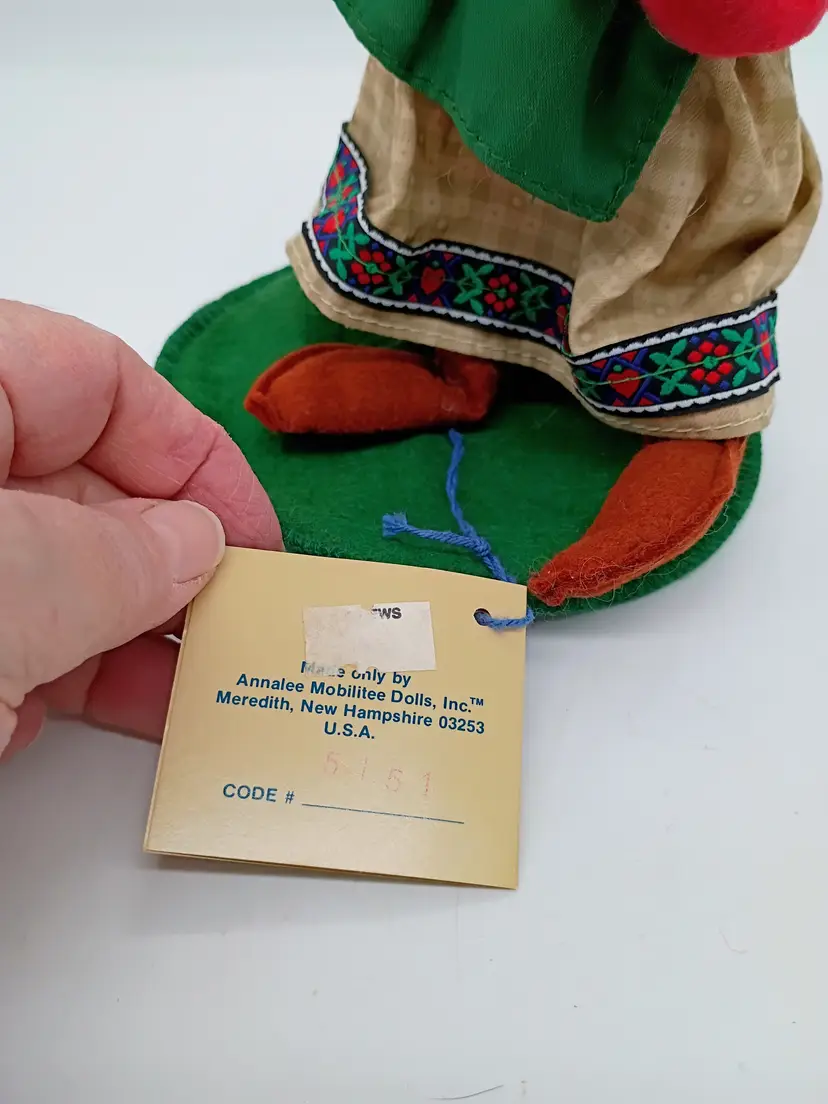 EWS
Made only by
Annalee Mobilitee Dolls, Inc.™
Meredith, New Hampshire 03253
U.S.A.
5151
CODE #